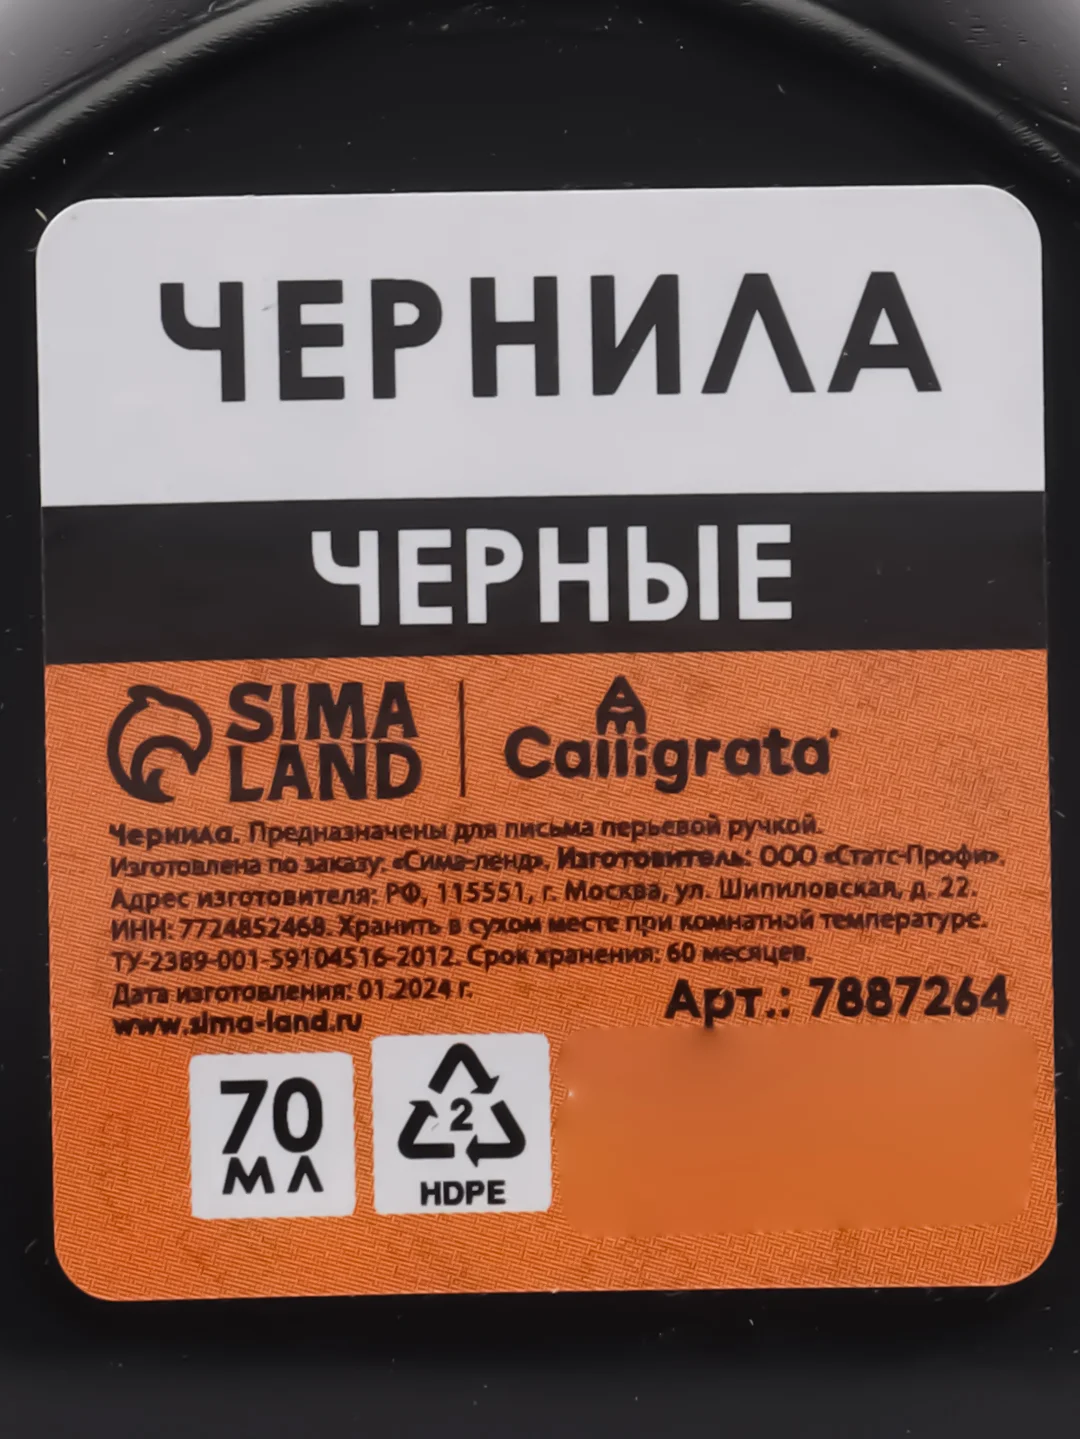 ЧЕРНИЛА
ЧЕРНЫЕ
SIMA LAND
Calligrata
Чернила. Предназначены для письма перьевой ручкой.
Изготовлена по заказу: «Сима-ленд». Изготовитель: ООО «Статс-Профи».
Адрес изготовителя: РФ, 115551, г. Москва, ул. Шипиловская, д. 22.
ИНН: 7724852468. Хранить в сухом месте при комнатной температуре.
ТУ-2389-001-59104516-2012. Срок хранения: 60 месяцев.
Дата изготовления: 01.2024 г.
Арт.: 7887264
www.sima-land.ru
70 МЛ
2
HDPE